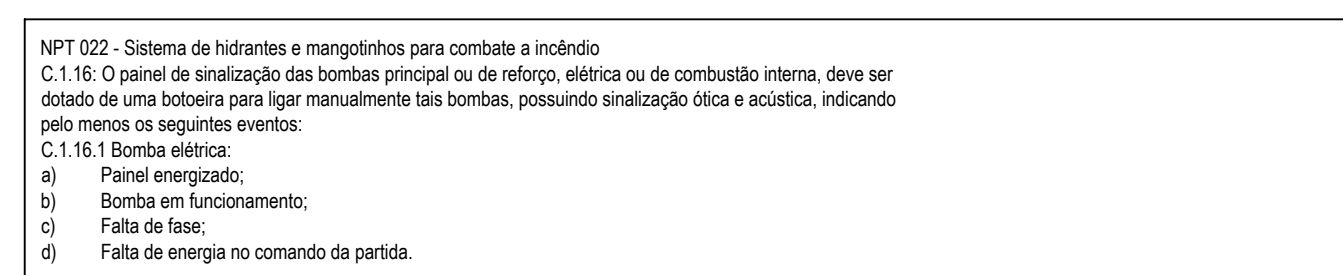 NPT 022 - Sistema de hidrantes e mangotinhos para combate a incêndio
C.1.16: O painel de sinalização das bombas principal ou de reforço, elétrica ou de combustão interna, deve ser
dotado de uma botoeira para ligar manualmente tais bombas, possuindo sinalização ótica e acústica, indicando
pelo menos os seguintes eventos:
C.1.16.1 Bomba elétrica:
a) Painel energizado;
b) Bomba em funcionamento;
c) Falta de fase;
d) Falta de energia no comando da partida.